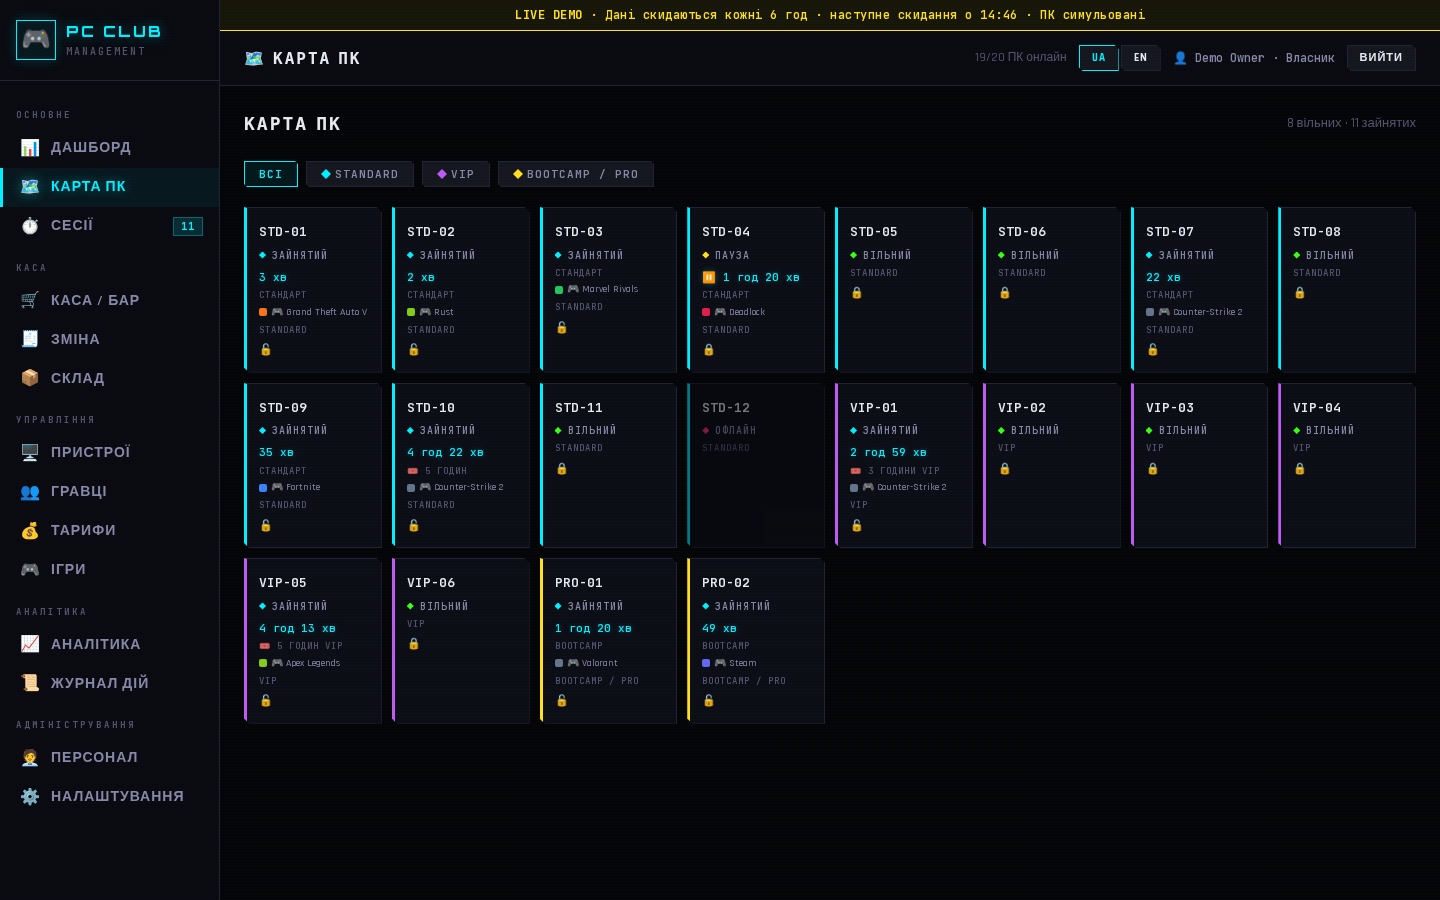 PC CLUB
MANAGEMENT
ОСНОВНЕ
ДАШБОРД
КАРТА ПК
СЕСІЇ 11
КАСА
КАСА / БАР
ЗМІНА
СКЛАД
УПРАВЛІННЯ
ПРИСТРОЇ
ГРАВЦІ
ТАРИФИ
ІГРИ
АНАЛІТИКА
АНАЛІТИКА
ЖУРНАЛ ДІЙ
АДМІНІСТРУВАННЯ
ПЕРСОНАЛ
НАЛАШТУВАННЯ
LIVE DEMO · Дані скидаються кожні 6 год · наступне скидання о 14:46 · ПК симульовані
КАРТА ПК
19/20 ПК онлайн
UA
EN
Demo Owner · Власник
ВИЙТИ
КАРТА ПК
8 вільних · 11 зайнятих
ВСІ
STANDARD
VIP
BOOTCAMP / PRO
STD-01
ЗАЙНЯТИЙ
3 хв
СТАНДАРТ
Grand Theft Auto V
STANDARD
STD-02
ЗАЙНЯТИЙ
2 хв
СТАНДАРТ
Rust
STANDARD
STD-03
ЗАЙНЯТИЙ
СТАНДАРТ
Marvel Rivals
STANDARD
STD-04
ПАУЗА
1 год 20 хв
СТАНДАРТ
Deadlock
STANDARD
STD-05
ВІЛЬНИЙ
STANDARD
STD-06
ВІЛЬНИЙ
STANDARD
STD-07
ЗАЙНЯТИЙ
22 хв
СТАНДАРТ
Counter-Strike 2
STANDARD
STD-08
ВІЛЬНИЙ
STANDARD
STD-09
ЗАЙНЯТИЙ
35 хв
СТАНДАРТ
Fortnite
STANDARD
STD-10
ЗАЙНЯТИЙ
4 год 22 хв
5 ГОДИН
Counter-Strike 2
STANDARD
STD-11
ВІЛЬНИЙ
STANDARD
STD-12
ОФЛАЙН
STANDARD
VIP-01
ЗАЙНЯТИЙ
2 год 59 хв
3 ГОДИНИ VIP
Counter-Strike 2
VIP
VIP-02
ВІЛЬНИЙ
VIP
VIP-03
ВІЛЬНИЙ
VIP
VIP-04
ВІЛЬНИЙ
VIP
VIP-05
ЗАЙНЯТИЙ
4 год 13 хв
5 ГОДИН VIP
Apex Legends
VIP
VIP-06
ВІЛЬНИЙ
VIP
PRO-01
ЗАЙНЯТИЙ
1 год 20 хв
BOOTCAMP
Valorant
BOOTCAMP / PRO
PRO-02
ЗАЙНЯТИЙ
49 хв
BOOTCAMP
Steam
BOOTCAMP / PRO